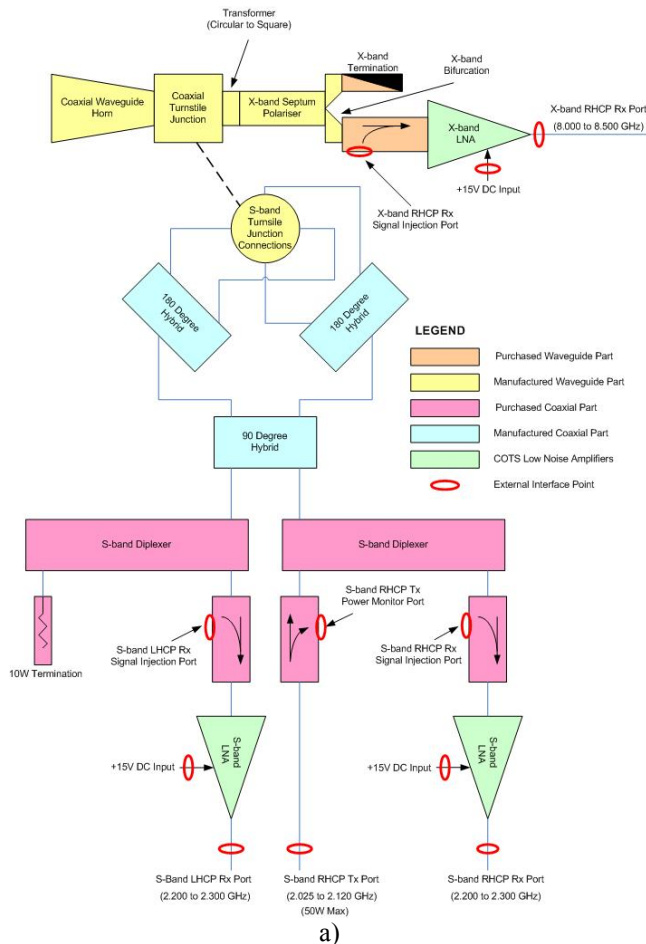 Transformer
(Circular to Square)
Coaxial Waveguide
Horn
Coaxial
Turnstile
Junction
X-band Septum
Polariser
X-band
Termination
X-band
Bifurcation
X-band
LNA
X-band RHCP Rx Port
(8.000 to 8.500 GHz)
+15V DC Input
X-band RHCP Rx
Signal Injection Port
S-band
Turnsile
Junction
Connections
180 Degree
Hybrid
180 Degree
Hybrid
LEGEND
Purchased Waveguide Part
Manufactured Waveguide Part
Purchased Coaxial Part
Manufactured Coaxial Part
COTS Low Noise Amplifiers
External Interface Point
90 Degree
Hybrid
S-band Diplexer
S-band Diplexer
10W Termination
S-band LHCP Rx
Signal Injection Port
S-band RHCP Tx
Power Monitor Port
S-band RHCP Rx
Signal Injection Port
+15V DC Input
S-band
LNA
+15V DC Input
S-band
LNA
S-Band LHCP Rx Port
(2.200 to 2.300 GHz)
S-band RHCP Tx Port
(2.025 to 2.120 GHz)
(50W Max)
S-band RHCP Rx Port
(2.200 to 2.300 GHz)
a)